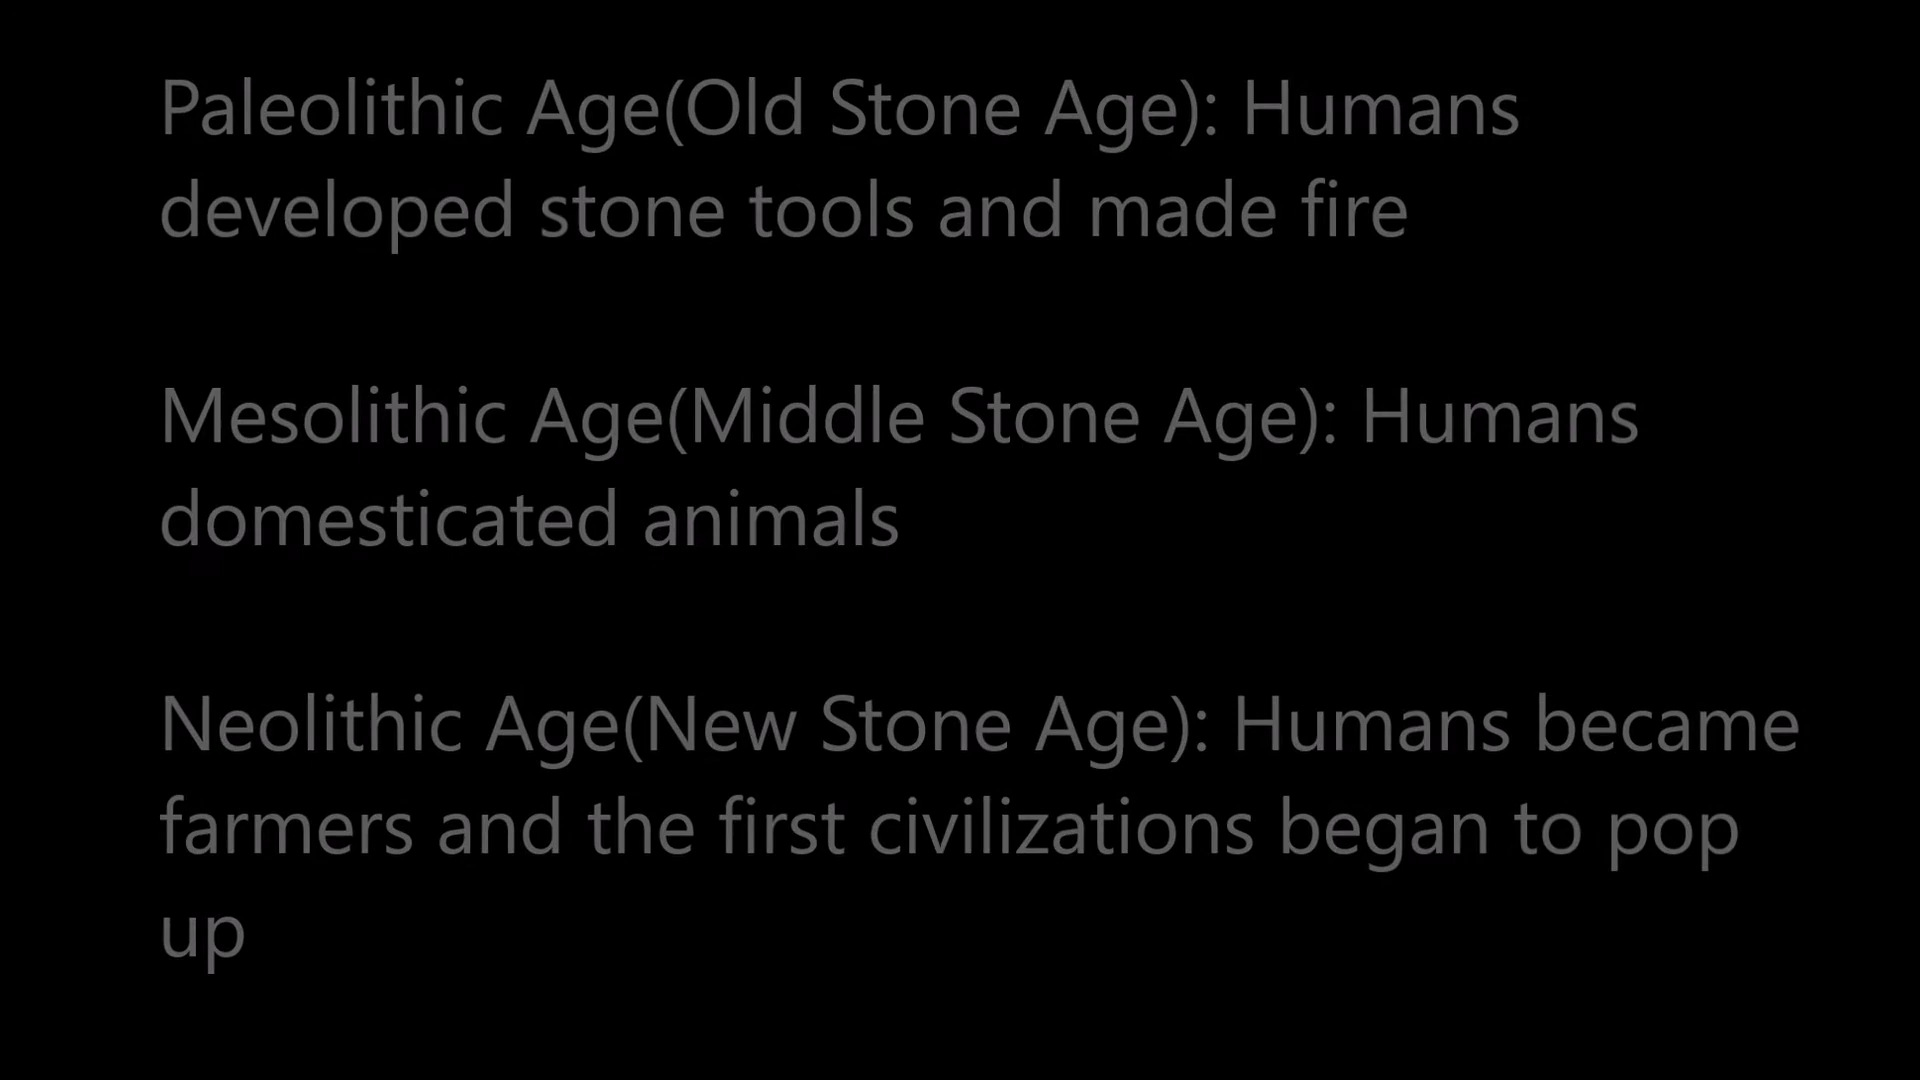 Paleolithic Age(Old Stone Age): Humans
developed stone tools and made fire
Mesolithic Age(Middle Stone Age): Humans
domesticated animals
Neolithic Age(New Stone Age): Humans became
farmers and the first civilizations began to pop
up